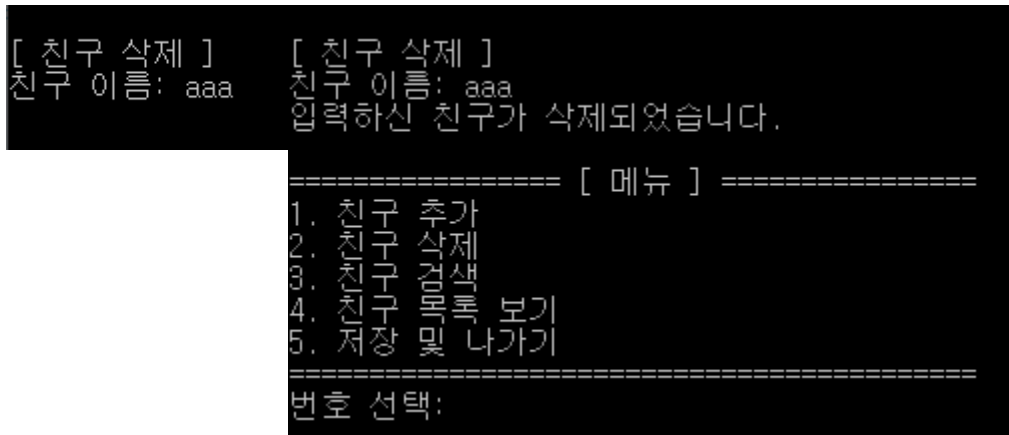 [ 친구 삭제 ]
친구 이름: aaa
[ 친구 삭제 ]
친구 이름: aaa
입력하신 친구가 삭제되었습니다.
================= [ 메뉴 ] ================
1. 친구 추가
2. 친구 삭제
3. 친구 검색
4. 친구 목록 보기
5. 저장 및 나가기
===========================================
번호 선택: